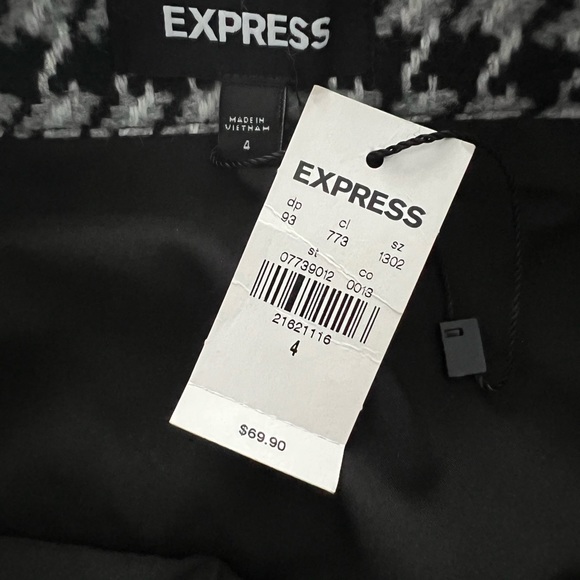 EXPRESS
MADE IN
VIETNAM
4
EXPRESS
dp cl sz
93 773 1302
st co
07739012 0013
21621116
4
$69.90